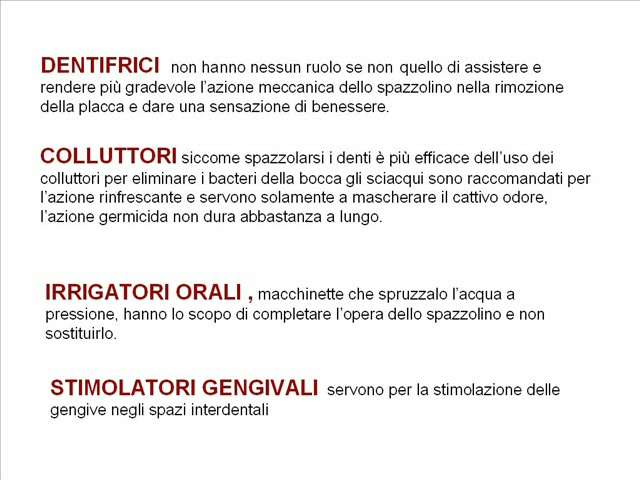 DENTIFRICI non hanno nessun ruolo se non quello di assistere e
rendere più gradevole l'azione meccanica dello spazzolino nella rimozione
della placca e dare una sensazione di benessere.
COLLUTTORI siccome spazzolarsi i denti è più efficace dell'uso dei
colluttori per eliminare i bacteri della bocca gli sciacqui sono raccomandati per
l'azione rinfrescante e servono solamente a mascherare il cattivo odore,
l'azione germicida non dura abbastanza a lungo.
IRRIGATORI ORALI , macchinette che spruzzalo l'acqua a
pressione, hanno lo scopo di completare l'opera dello spazzolino e non
sostituirlo.
STIMOLATORI GENGIVALI servono per la stimolazione delle
gengive negli spazi interdentali